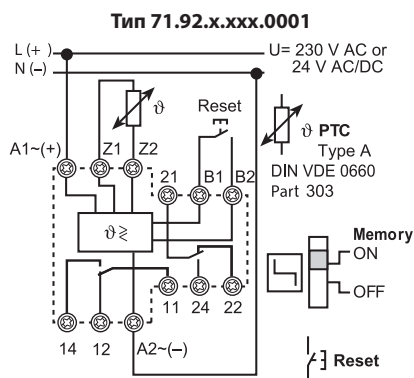 Тип 71.92.x.xxx.0001
L (+)
U= 230 V AC or
N (–)
24 V AC/DC
ϑ
Reset
A1~(+)
Z1
Z2
21
B1
B2
ϑ PTC
Type A
DIN VDE 0660
Part 303
ϑ≷
Memory
ON
OFF
11
24
22
14
12
A2~(–)
Reset